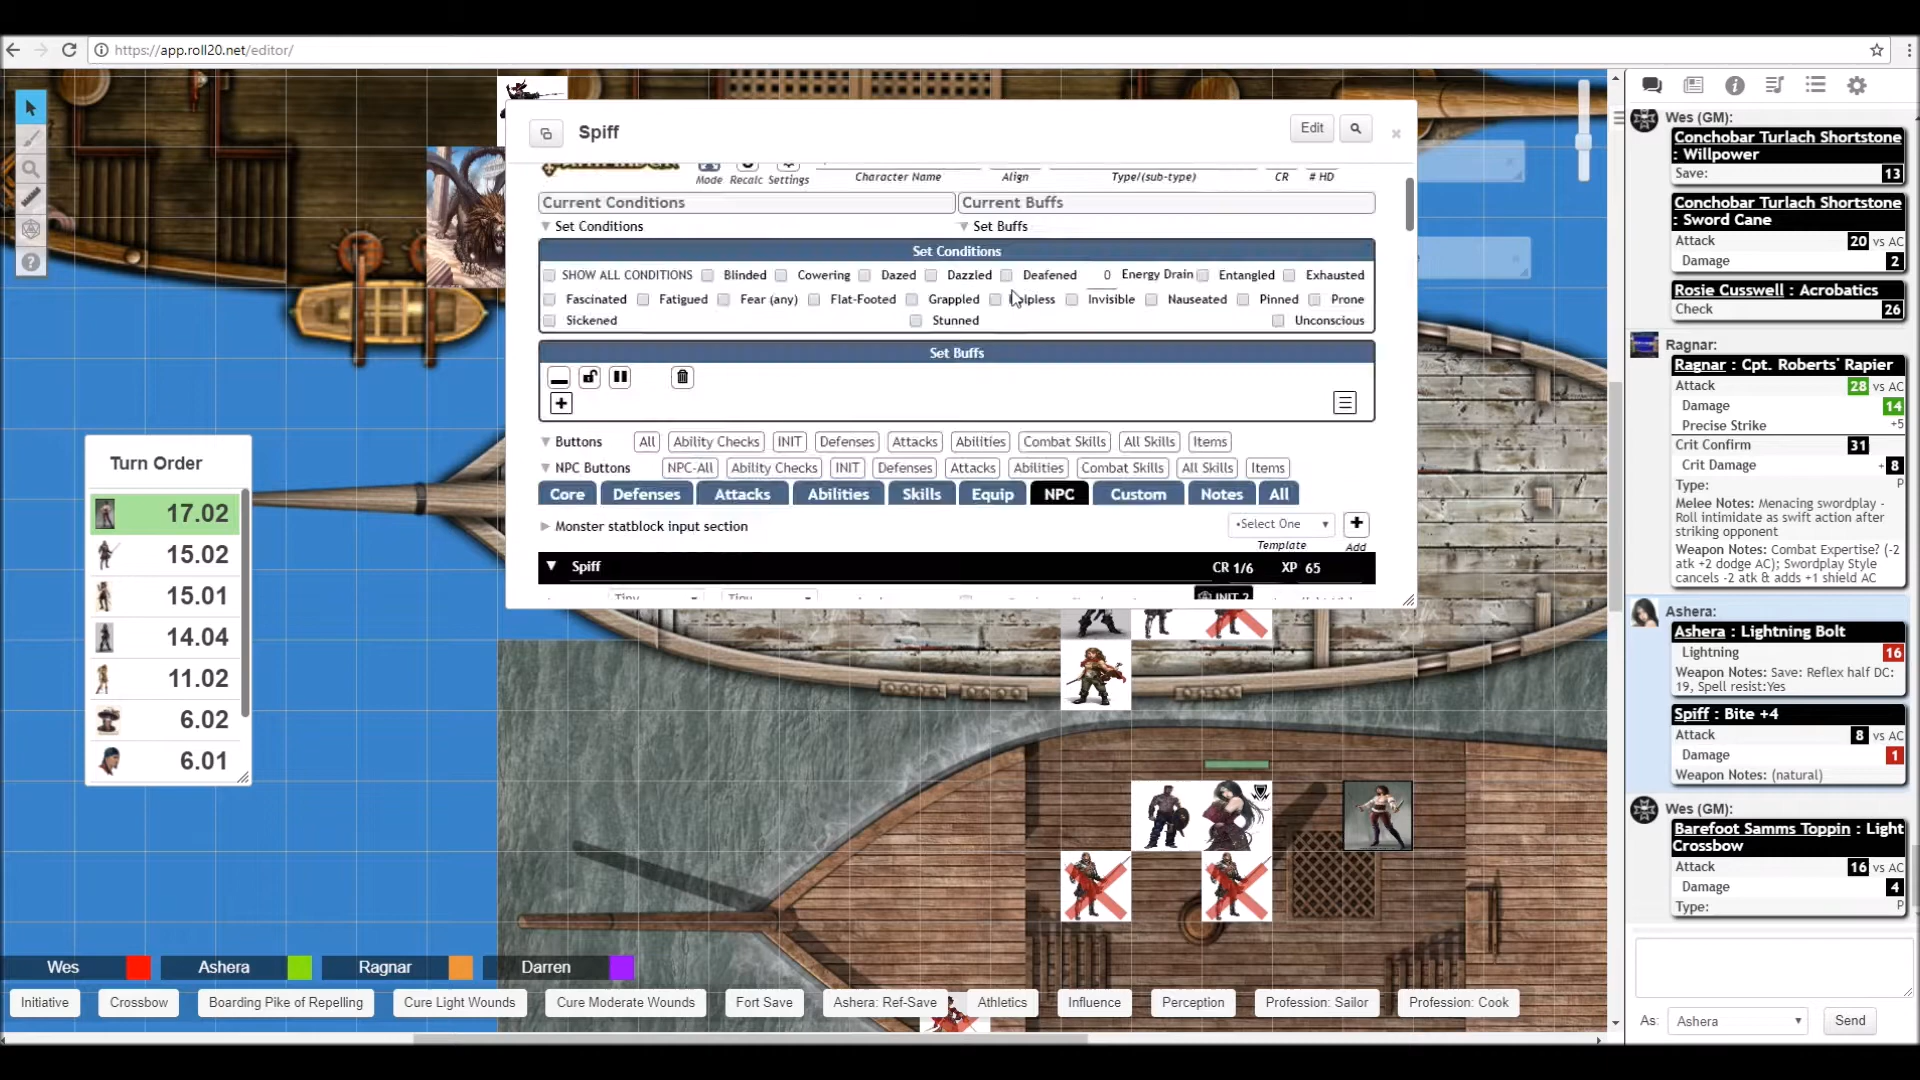 https://app.roll20.net/editor/
Spiff
Edit
Mode Recalc Settings
Character Name Align Type/(sub-type) CR # HD
Current Conditions Current Buffs
Set Conditions Set Buffs
Set Conditions
SHOW ALL CONDITIONS Blinded Cowering Dazed Dazzled Deafened 0 Energy Drain Entangled Exhausted
Fascinated Fatigued Fear (any) Flat-Footed Grappled Invisible Nauseated Pinned Prone
Sickened Stunned Unconscious
Set Buffs
Buttons All Ability Checks INIT Defenses Attacks Abilities Combat Skills All Skills Items
NPC Buttons NPC-All Ability Checks INIT Defenses Attacks Abilities Combat Skills All Skills Items
Core Defenses Attacks Abilities Skills Equip NPC Custom Notes All
Monster statblock input section •Select One
Template Add
Spiff CR 1/6 XP 65
Tiny Tiny INIT 2
Turn Order
17.02
15.02
15.01
14.04
11.02
6.02
6.01
Wes Ashera Ragnar Darren
Initiative Crossbow Boarding Pike of Repelling Cure Light Wounds Cure Moderate Wounds Fort Save Ashera: Ref-Save Athletics Influence Perception Profession: Sailor Profession: Cook
Wes (GM):
Conchobar Turlach Shortstone
: Willpower
Save: 13
Conchobar Turlach Shortstone
: Sword Cane
Attack 20 vs AC
Damage 2
Rosie Cusswell : Acrobatics
Check 26
Ragnar:
Ragnar : Cpt. Roberts' Rapier
Attack 28 vs AC
Damage 14
Precise Strike +5
Crit Confirm 31
Crit Damage + 8
Type: P
Melee Notes: Menacing swordplay -
Roll intimidate as swift action after
striking opponent
Weapon Notes: Combat Expertise? (-2
atk +2 dodge AC); Swordplay Style
cancels -2 atk & adds +1 shield AC
Ashera:
Ashera : Lightning Bolt
Lightning 16
Weapon Notes: Save: Reflex half DC:
19, Spell resist:Yes
Spiff : Bite +4
Attack 8 vs AC
Damage 1
Weapon Notes: (natural)
Wes (GM):
Barefoot Samms Toppin : Light
Crossbow
Attack 16 vs AC
Damage 4
Type: P
As: Ashera Send